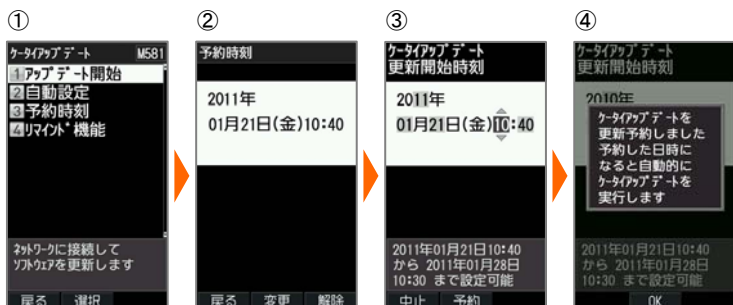 ①
ケータイアップデート M581
1 アップデート開始
2 自動設定
3 予約時刻
4 リマインド機能
ネットワークに接続して
ソフトウェアを更新します
戻る 選択
②
予約時刻
2011年
01月21日(金)10:40
戻る 変更 解除
③
ケータイアップデート
更新開始時刻
2011年
01月21日(金)10:40
2011年01月21日10:40
から 2011年01月28日
10:30 まで設定可能
中止 予約
④
ケータイアップデート
更新開始時刻
2010年
ケータイアップデートを
更新予約しました
予約した日時に
なると自動的に
ケータイアップデートを
実行します
2011年01月21日10:40
から 2011年01月28日
10:30 まで設定可能
OK